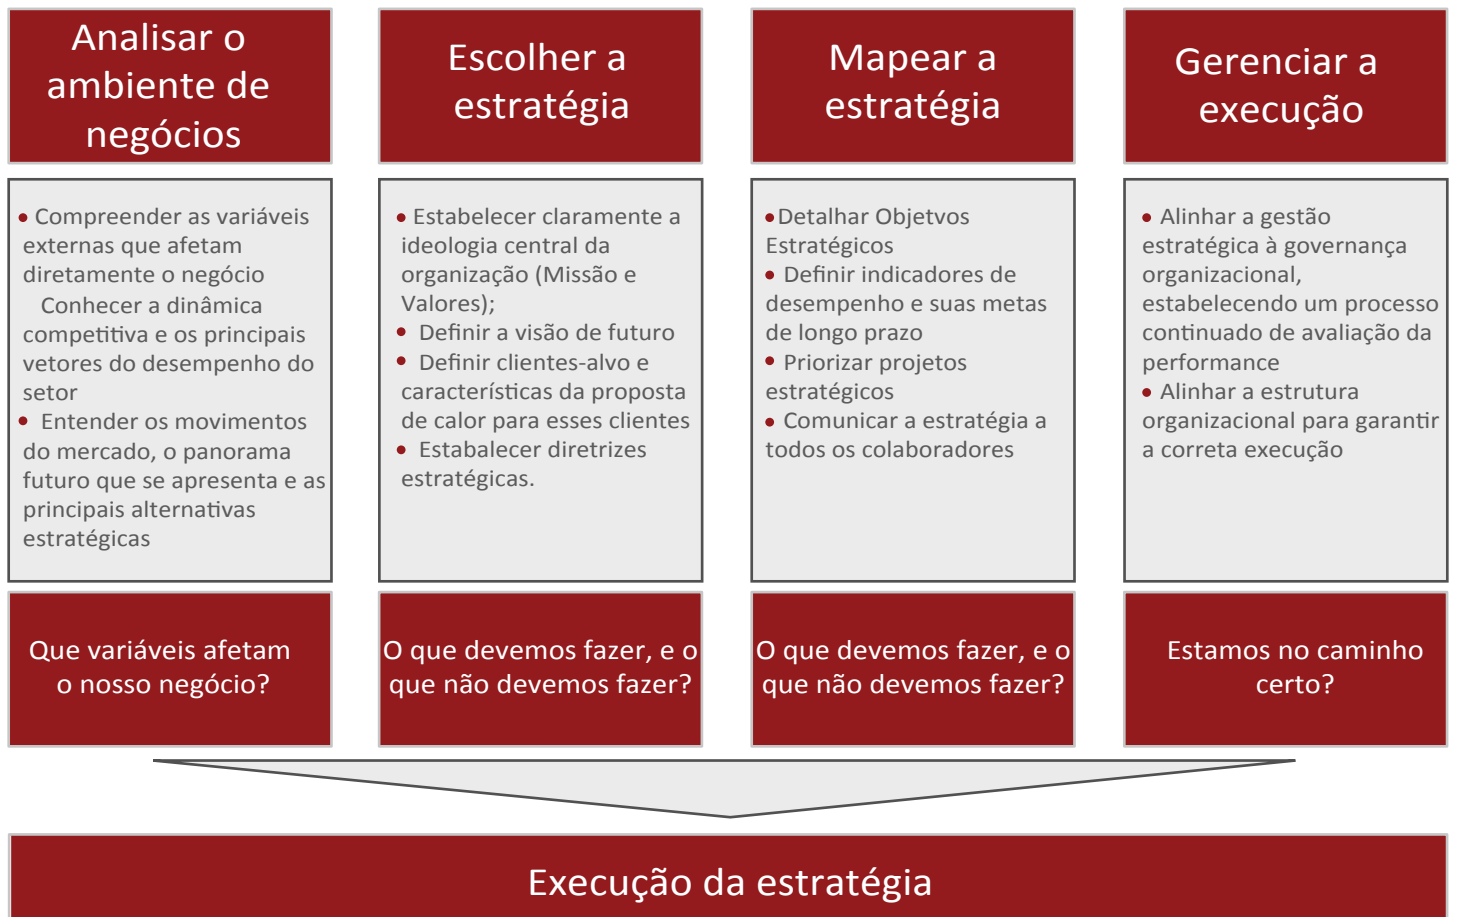 Analisar o
ambiente de
negócios
Escolher a
estratégia
Mapear a
estratégia
Gerenciar a
execução
• Compreender as variáveis
externas que afetam
diretamente o negócio
Conhecer a dinâmica
competitiva e os principais
vetores do desempenho do
setor
• Entender os movimentos
do mercado, o panorama
futuro que se apresenta e as
principais alternativas
estratégicas
• Estabelecer claramente a
ideologia central da
organização (Missão e
Valores);
• Definir a visão de futuro
• Definir clientes-alvo e
características da proposta
de calor para esses clientes
• Estabalecer diretrizes
estratégicas.
•Detalhar Objetvos
Estratégicos
• Definir indicadores de
desempenho e suas metas
de longo prazo
• Priorizar projetos
estratégicos
• Comunicar a estratégia a
todos os colaboradores
• Alinhar a gestão
estratégica à governança
organizacional,
estabelecendo um processo
continuado de avaliação da
performance
• Alinhar a estrutura
organizacional para garantir
a correta execução
Que variáveis afetam
o nosso negócio?
O que devemos fazer, e o
que não devemos fazer?
O que devemos fazer, e o
que não devemos fazer?
Estamos no caminho
certo?
Execução da estratégia